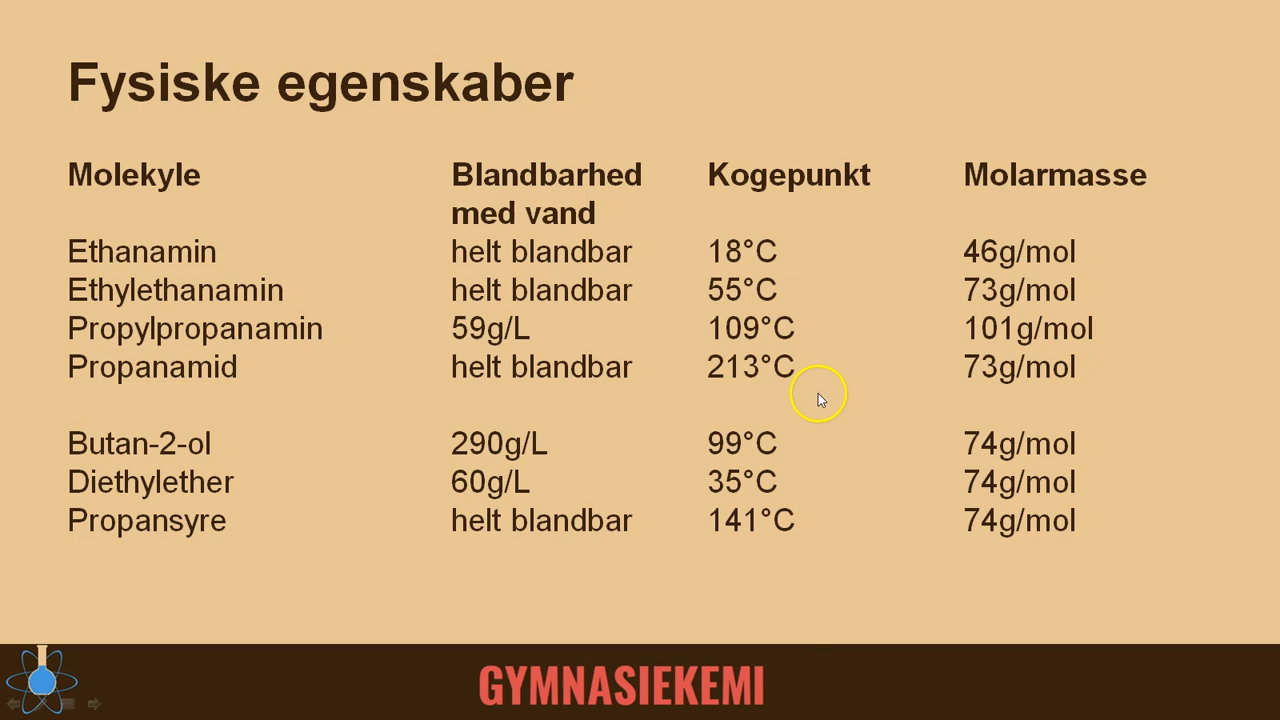 Fysiske egenskaber
Molekyle Blandbarhed Kogepunkt Molarmasse
med vand
Ethanamin helt blandbar 18°C 46g/mol
Ethylethanamin helt blandbar 55°C 73g/mol
Propylpropanamin 59g/L 109°C 101g/mol
Propanamid helt blandbar 213°C 73g/mol
Butan-2-ol 290g/L 99°C 74g/mol
Diethylether 60g/L 35°C 74g/mol
Propansyre helt blandbar 141°C 74g/mol
GYMNASIEKEMI